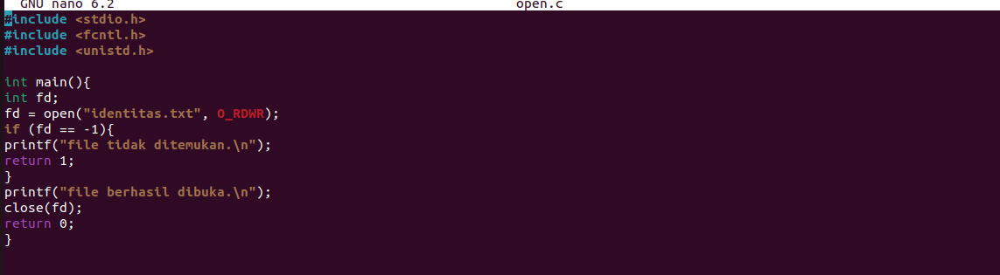 GNU nano 6.2 open.c
#include <stdio.h>
#include <fcntl.h>
#include <unistd.h>
int main(){
int fd;
fd = open("identitas.txt", O_RDWR);
if (fd == -1){
printf("file tidak ditemukan.\n");
return 1;
}
printf("file berhasil dibuka.\n");
close(fd);
return 0;
}